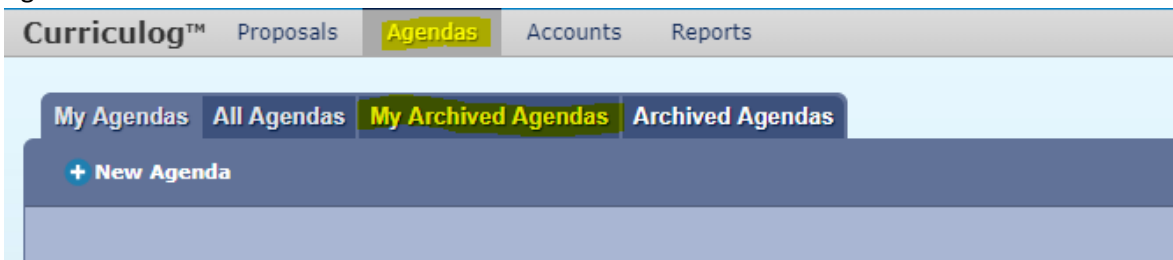 Curriculog™ Proposals Agendas Accounts Reports
My Agendas All Agendas My Archived Agendas Archived Agendas
+ New Agenda